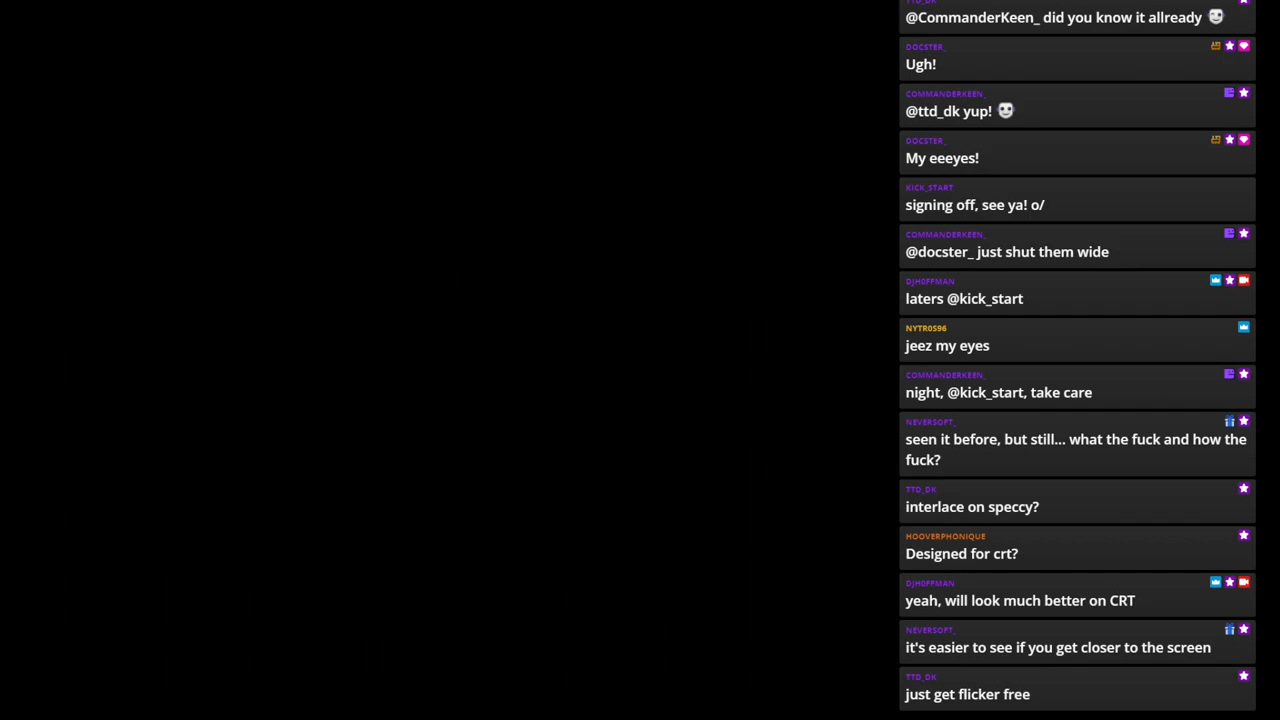 TTD_DK
@CommanderKeen_ did you know it allready
DOCSTER_
Ugh!
COMMANDERKEEN_
@ttd_dk yup!
DOCSTER_
My eeeyes!
KICK_START
signing off, see ya! o/
COMMANDERKEEN_
@docster_ just shut them wide
DJH0FFMAN
laters @kick_start
NYTR0S96
jeez my eyes
COMMANDERKEEN_
night, @kick_start, take care
NEVERSOFT_
seen it before, but still... what the fuck and how the
fuck?
TTD_DK
interlace on speccy?
HOOVERPHONIQUE
Designed for crt?
DJH0FFMAN
yeah, will look much better on CRT
NEVERSOFT_
it's easier to see if you get closer to the screen
TTD_DK
just get flicker free